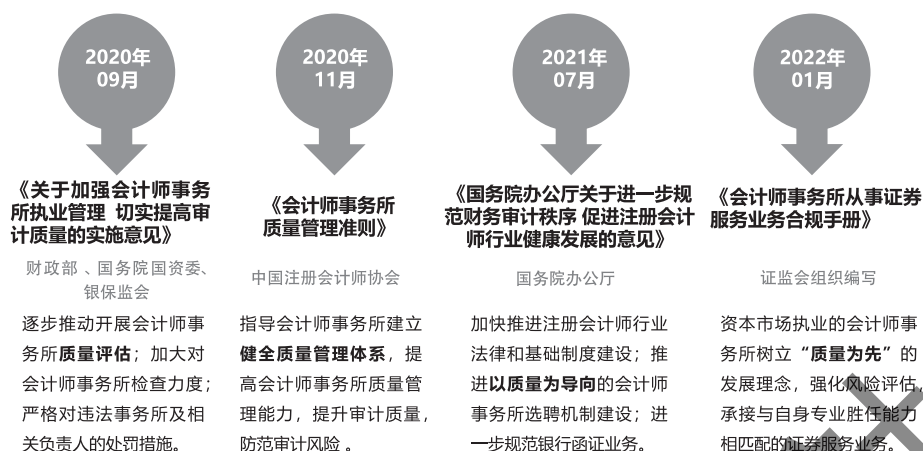 2020年
09月
《关于加强会计师事务
所执业管理 切实提高审
计质量的实施意见》
财政部、国务院国资委、
银保监会
逐步推动开展会计师事
务所质量评估；加大对
会计师事务所检查力度；
严格对违法事务所及相
关负责人的处罚措施。
2020年
11月
《会计师事务所
质量管理准则》
中国注册会计师协会
指导会计师事务所建立
健全质量管理体系，提
高会计师事务所质量管
理能力，提升审计质量，
防范审计风险。
2021年
07月
《国务院办公厅关于进一步规
范财务审计秩序 促进注册会计
师行业健康发展的意见》
国务院办公厅
加快推进注册会计师行业
法律和基础制度建设；推
进以质量为导向的会计师
事务所选聘机制建设；进
一步规范银行函证业务。
2022年
01月
《会计师事务所从事证券
服务业务合规手册》
证监会组织编写
资本市场执业的会计师事
务所树立“质量为先”的
发展理念，强化风险评估，
承接与自身专业胜任能力
相匹配的证券服务业务。